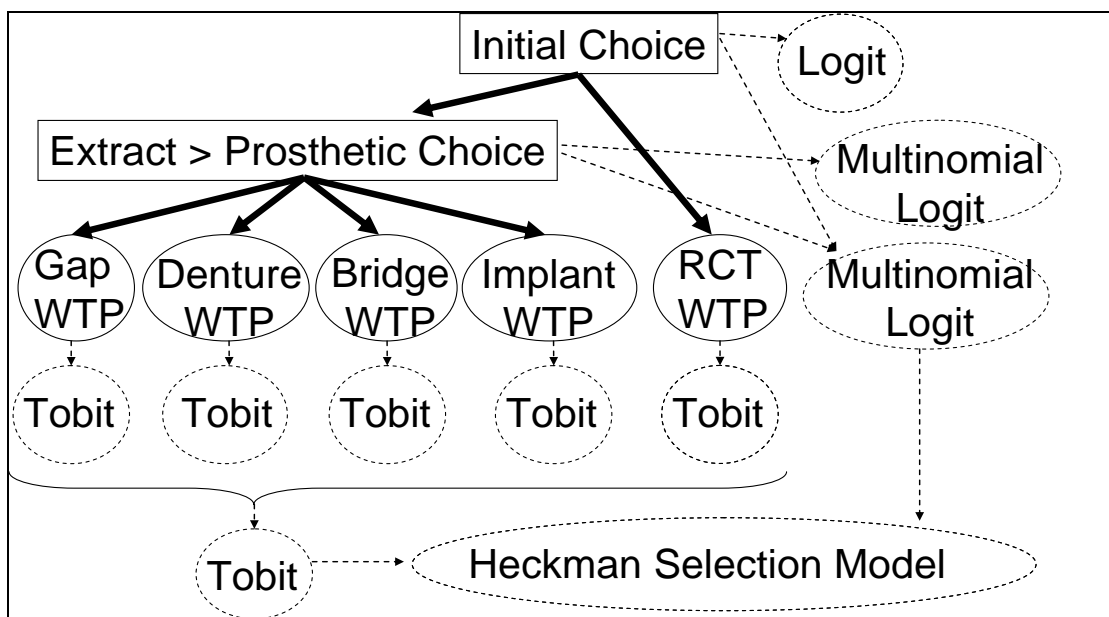 Initial Choice
Logit
Extract > Prosthetic Choice
Multinomial
Logit
Gap
WTP
Denture
WTP
Bridge
WTP
Implant
WTP
RCT
WTP
Multinomial
Logit
Tobit
Tobit
Tobit
Tobit
Tobit
Tobit
Heckman Selection Model